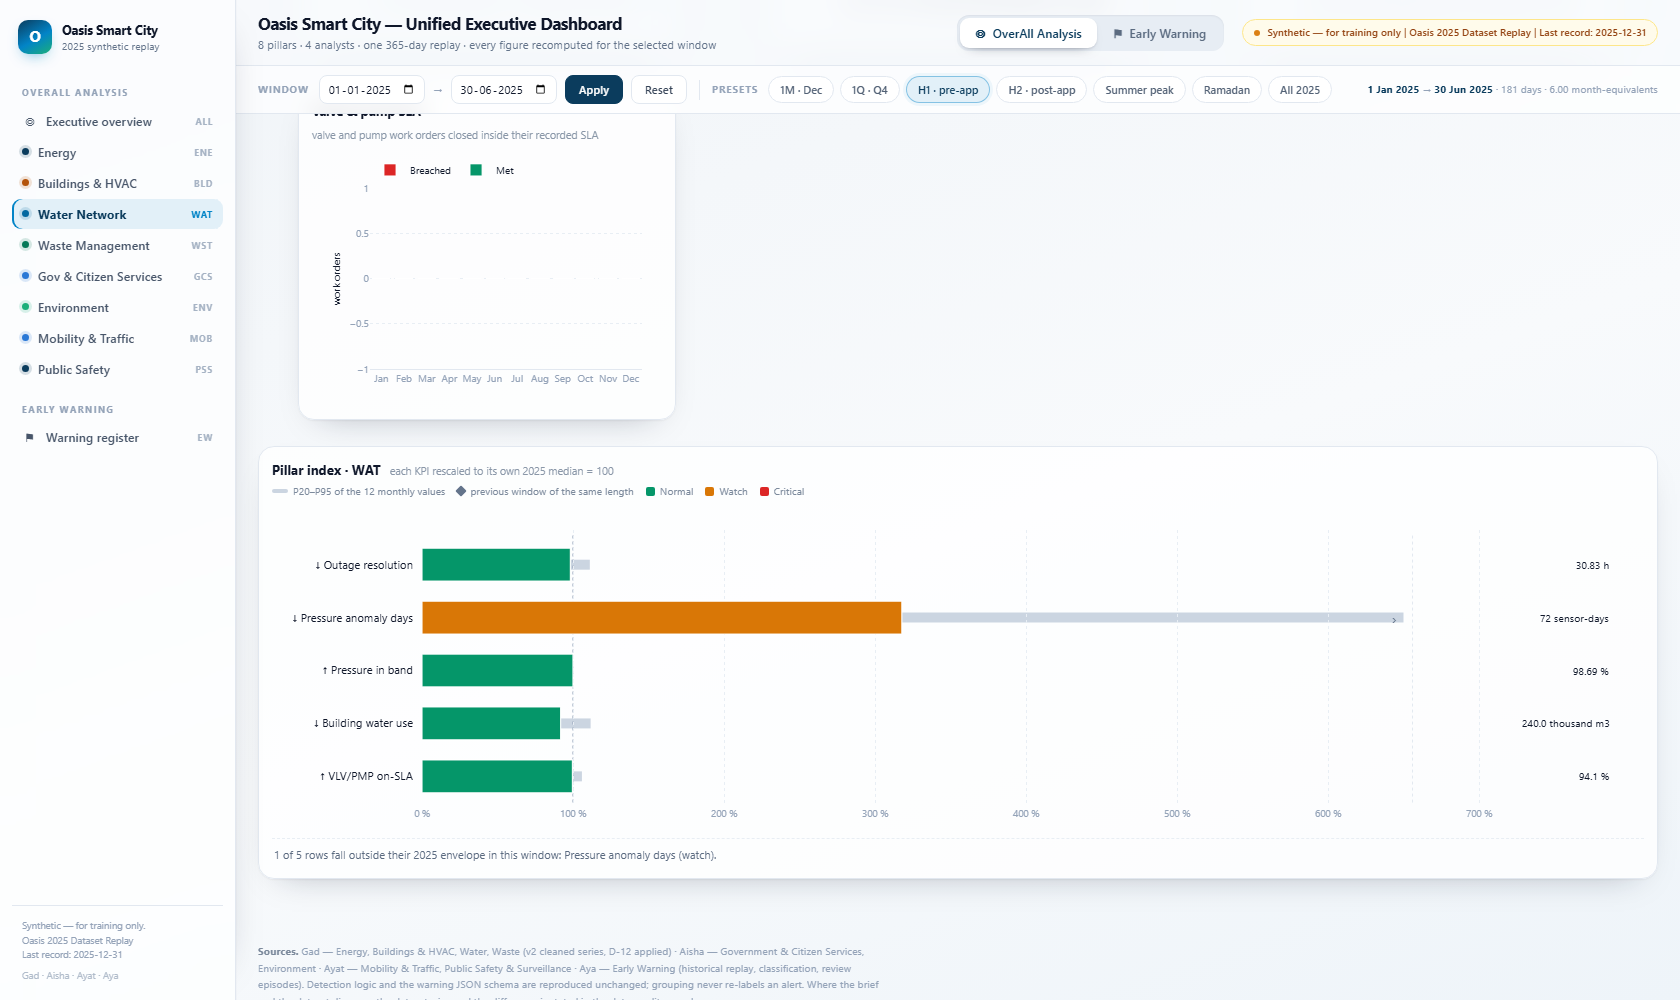 O
Oasis Smart City
2025 synthetic replay
OVERALL ANALYSIS
Executive overview ALL
Energy ENE
Buildings & HVAC BLD
Water Network WAT
Waste Management WST
Gov & Citizen Services GCS
Environment ENV
Mobility & Traffic MOB
Public Safety PSS
EARLY WARNING
Warning register EW
Synthetic — for training only.
Oasis 2025 Dataset Replay
Last record: 2025-12-31
Gad · Aisha · Ayat · Aya
Oasis Smart City — Unified Executive Dashboard
8 pillars · 4 analysts · one 365-day replay · every figure recomputed for the selected window
OverAll Analysis
Early Warning
Synthetic — for training only | Oasis 2025 Dataset Replay | Last record: 2025-12-31
WINDOW 01-01-2025 → 30-06-2025 Apply Reset PRESETS 1M · Dec 1Q · Q4 H1 · pre-app H2 · post-app Summer peak Ramadan All 2025 1 Jan 2025 → 30 Jun 2025 · 181 days · 6.00 month-equivalents
Valve & pump SLA
valve and pump work orders closed inside their recorded SLA
Breached Met
1
0.5
0
−0.5
−1
work orders
Jan Feb Mar Apr May Jun Jul Aug Sep Oct Nov Dec
Pillar index · WAT each KPI rescaled to its own 2025 median = 100
P20–P95 of the 12 monthly values previous window of the same length Normal Watch Critical
↓ Outage resolution 30.83 h
↓ Pressure anomaly days › 72 sensor-days
↑ Pressure in band 98.69 %
↓ Building water use 240.0 thousand m3
↑ VLV/PMP on-SLA 94.1 %
0 % 100 % 200 % 300 % 400 % 500 % 600 % 700 %
1 of 5 rows fall outside their 2025 envelope in this window: Pressure anomaly days (watch).
Sources. Gad — Energy, Buildings & HVAC, Water, Waste (v2 cleaned series, D-12 applied) · Aisha — Government & Citizen Services,
Environment · Ayat — Mobility & Traffic, Public Safety & Surveillance · Aya — Early Warning (historical replay, classification, review
episodes). Detection logic and the warning JSON schema are reproduced unchanged; grouping never re-labels an alert. Where the brief